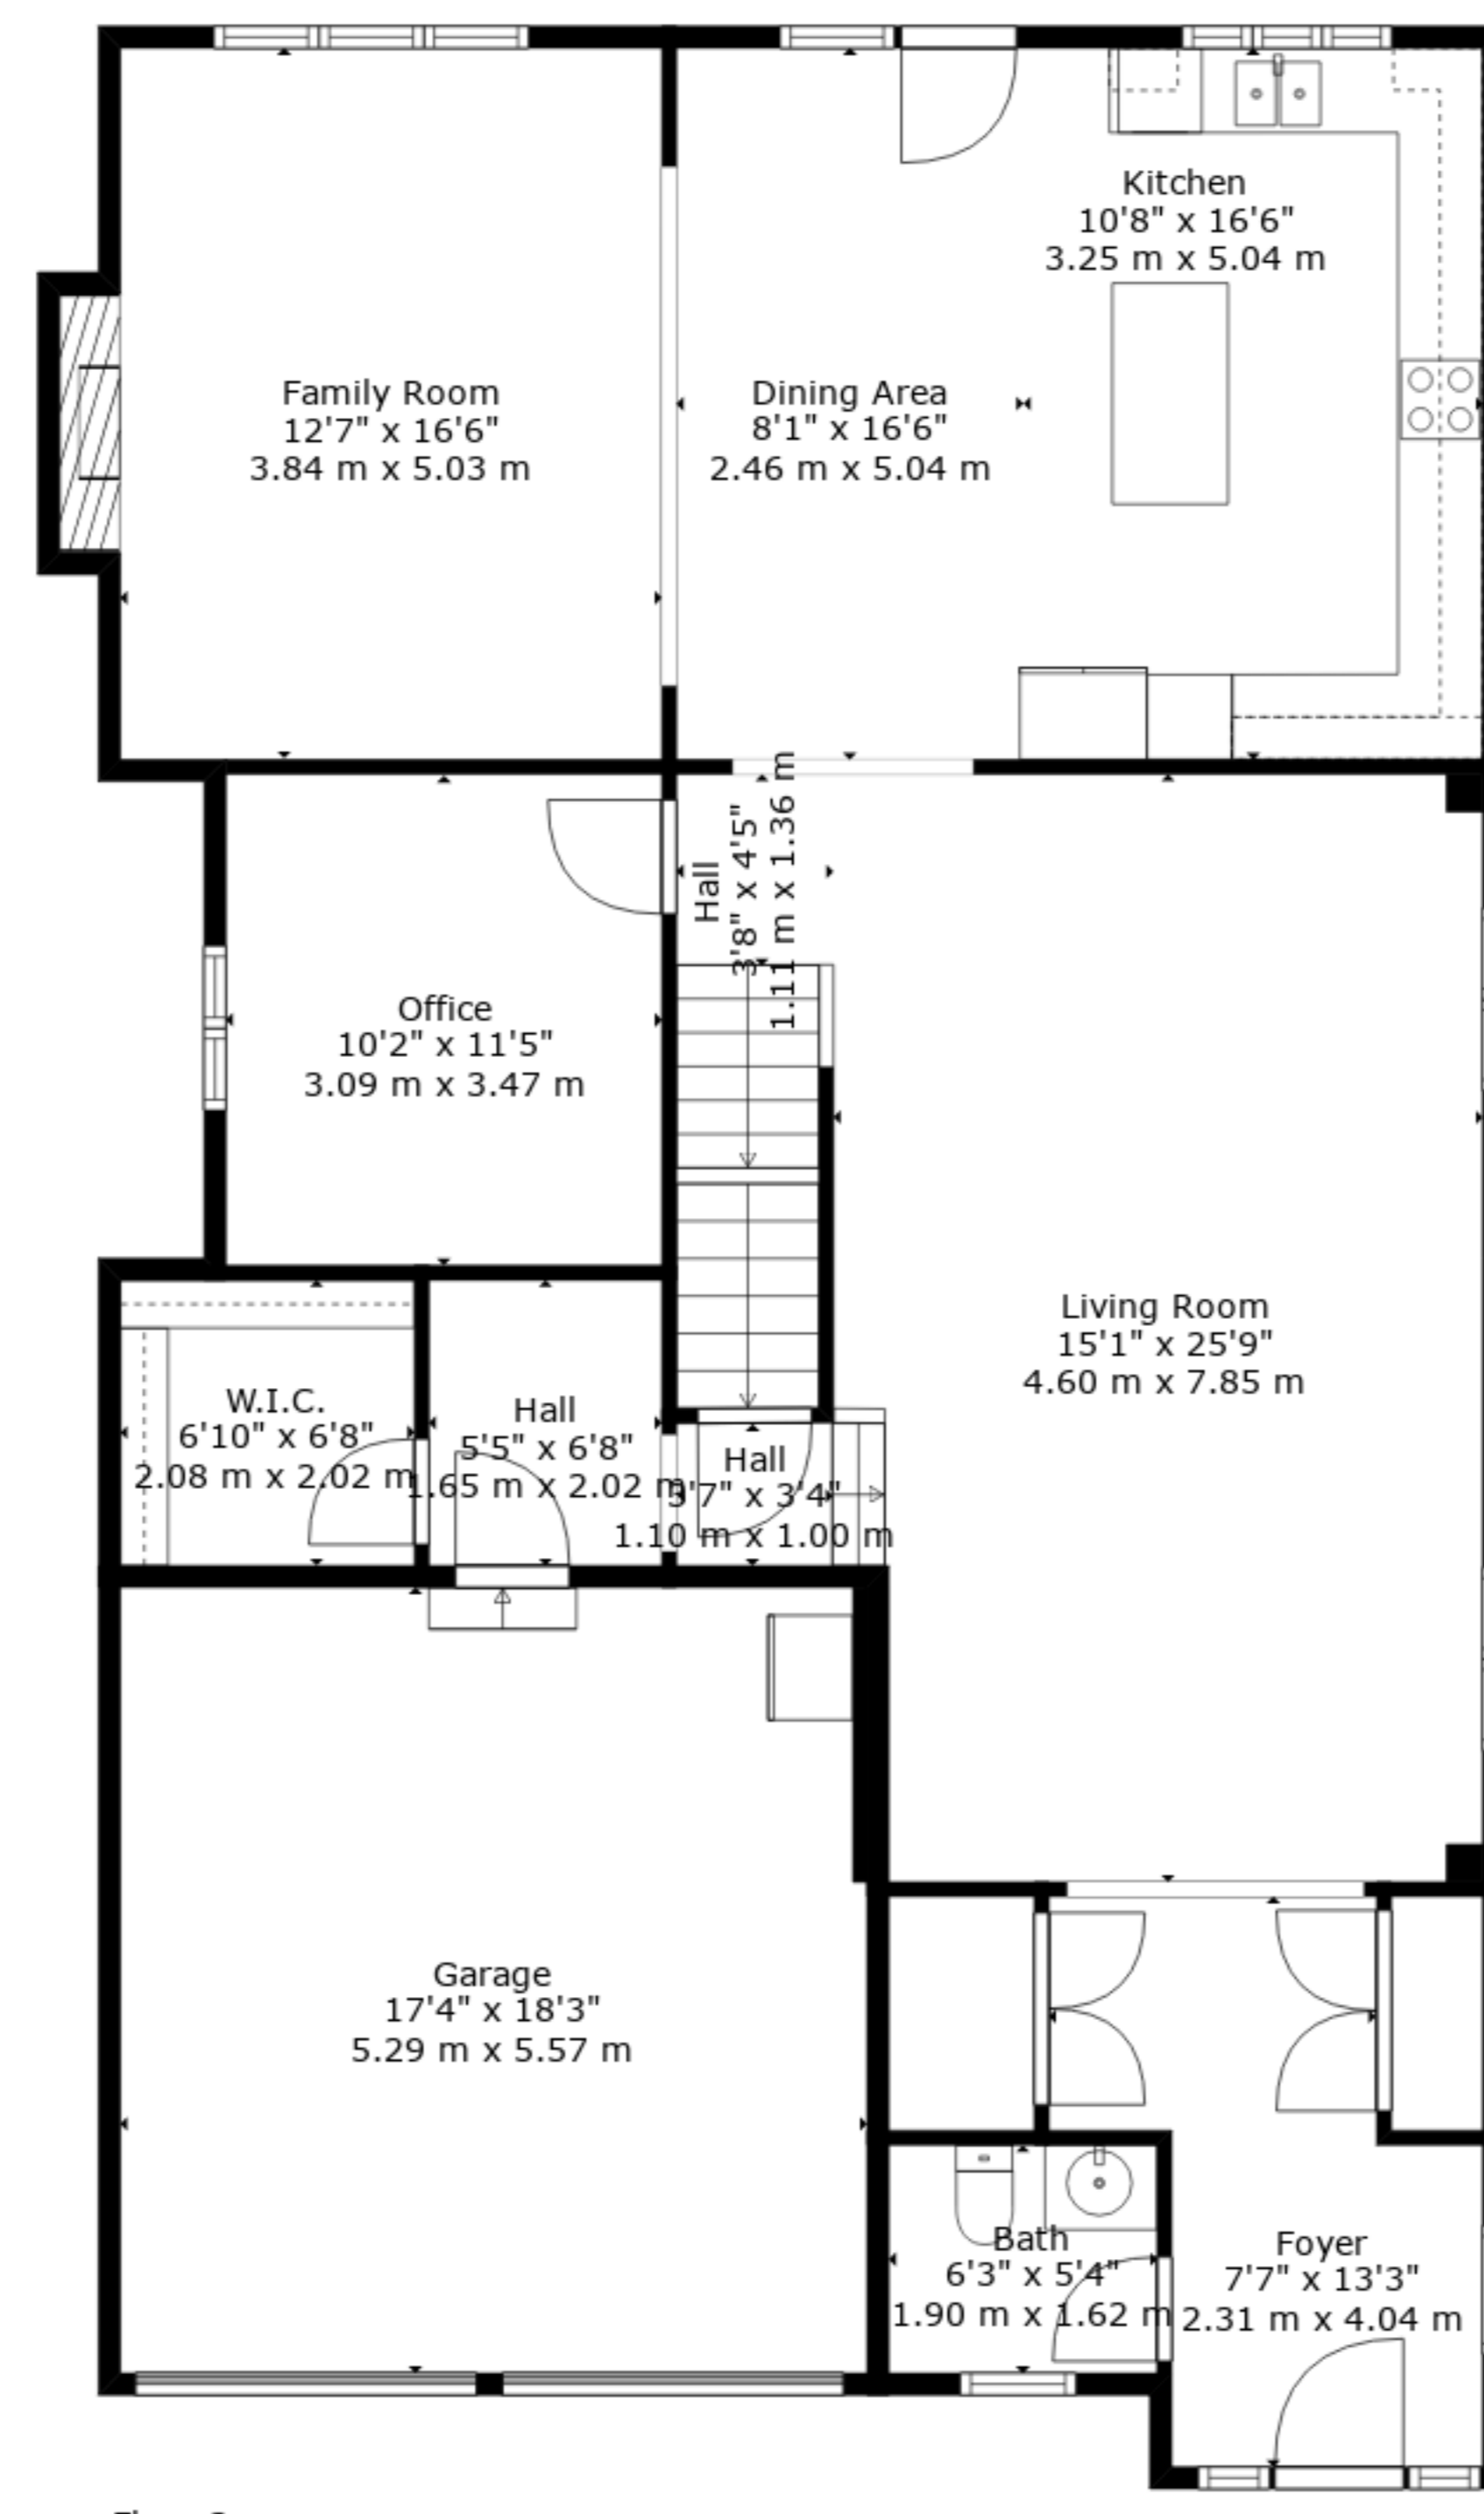 Kitchen
10'8" x 16'6"
3.25 m x 5.04 m
Family Room
12'7" x 16'6"
3.84 m x 5.03 m
Dining Area
8'1" x 16'6"
2.46 m x 5.04 m
Hall
3'8" x 4'5"
1.11 m x 1.36 m
Office
10'2" x 11'5"
3.09 m x 3.47 m
Living Room
15'1" x 25'9"
4.60 m x 7.85 m
W.I.C.
6'10" x 6'8"
2.08 m x 2.02 m
Hall
5'5" x 6'8"
1.65 m x 2.02 m
Hall
3'7" x 3'4"
1.10 m x 1.00 m
Garage
17'4" x 18'3"
5.29 m x 5.57 m
Bath
6'3" x 5'4"
1.90 m x 1.62 m
Foyer
7'7" x 13'3"
2.31 m x 4.04 m